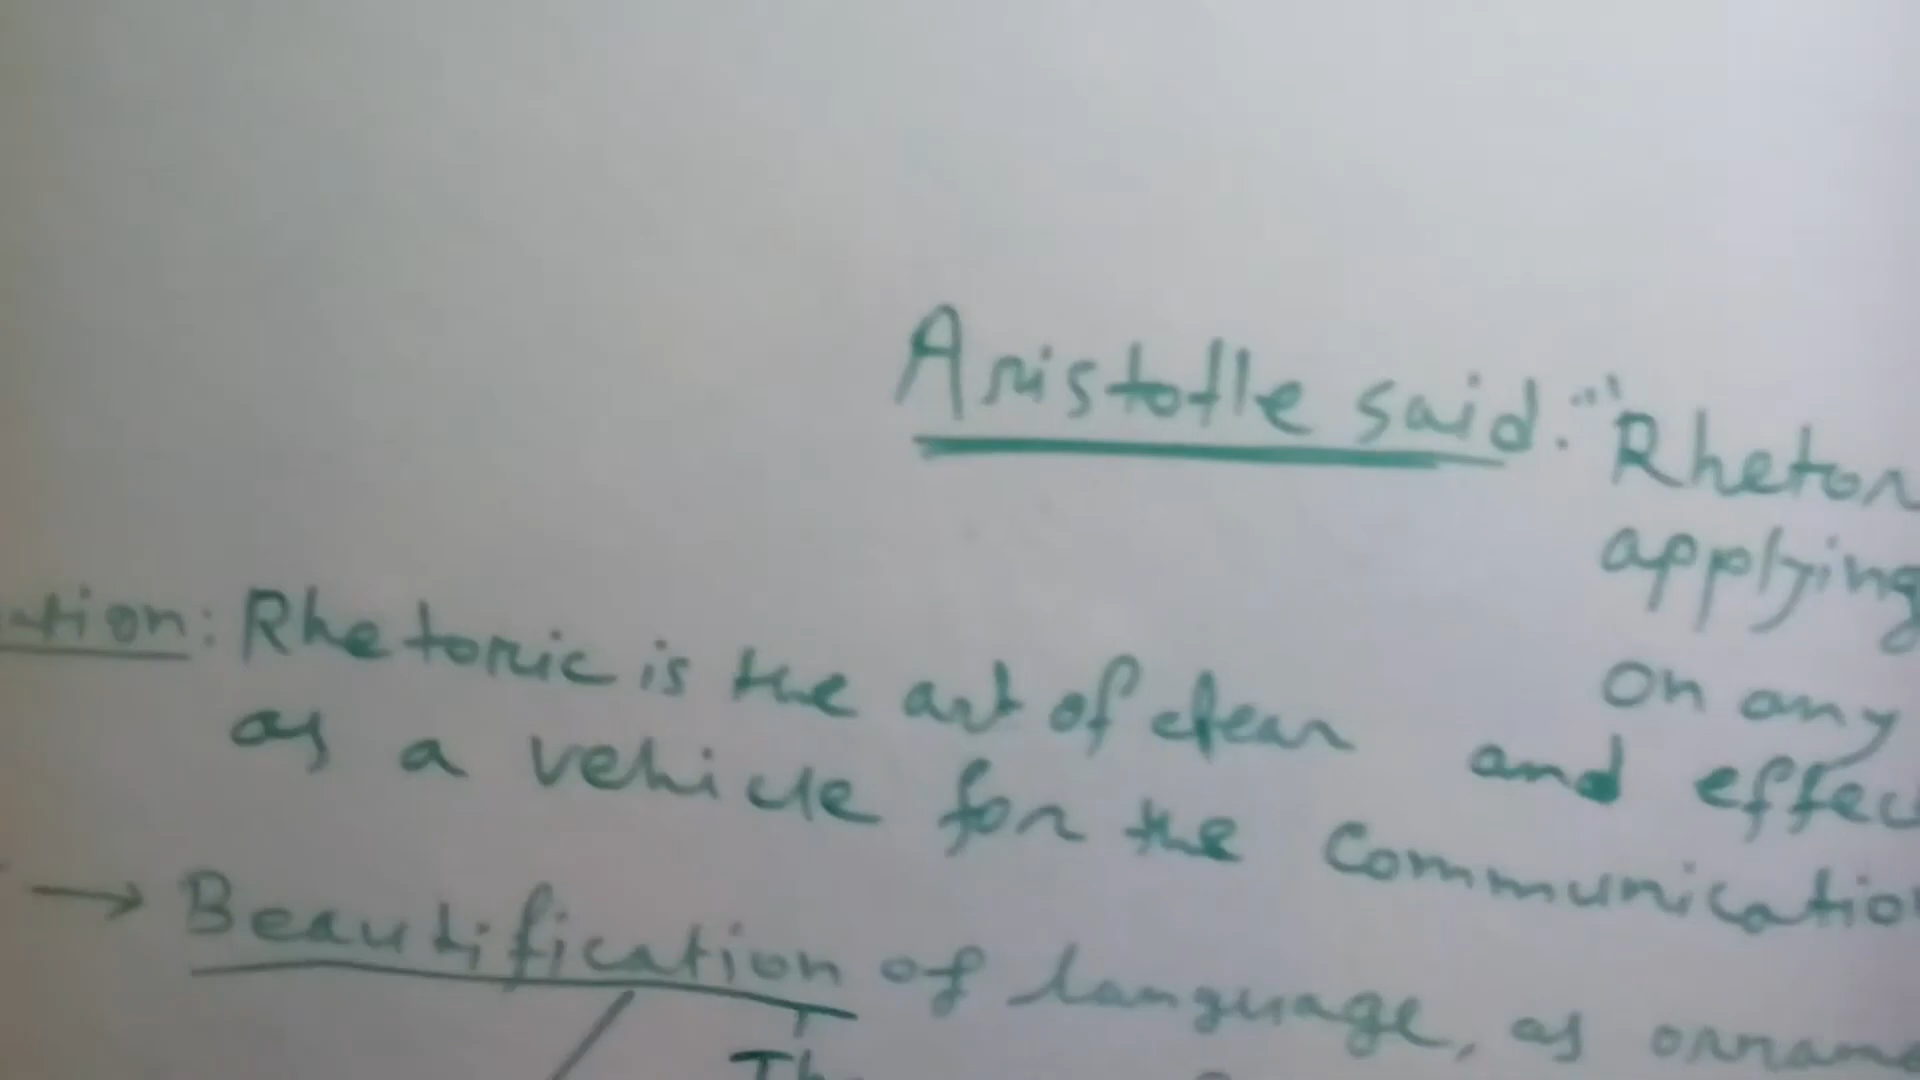 Aristotle said: "Rhetor
applying
on any
ation: Rhetoric is the art of clear and effec
as a vehicle for the communicatio
→ Beautification of language, as orname
Th